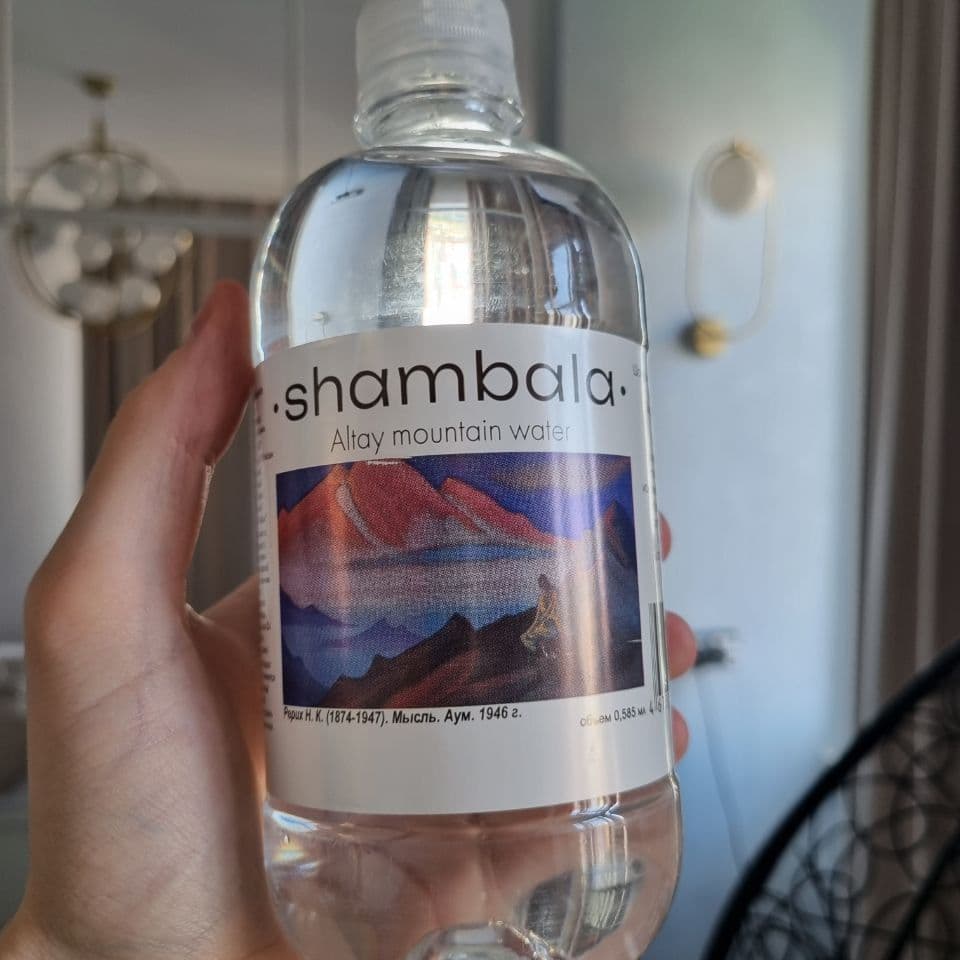 ·shambala·
Altay mountain water
Рерих Н. К. (1874-1947). Мысль. Аум. 1946 г.
объем 0,585 мл